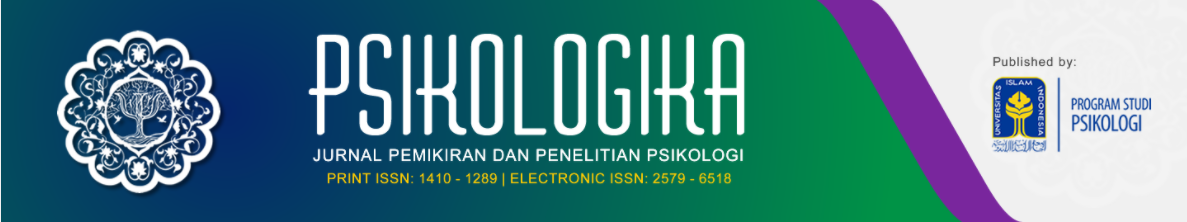 PSIKOLOGIKA
JURNAL PEMIKIRAN DAN PENELITIAN PSIKOLOGI
PRINT ISSN: 1410 - 1289 | ELECTRONIC ISSN: 2579 - 6518
Published by:
UNIVERSITAS ISLAM INDONESIA
PROGRAM STUDI
PSIKOLOGI